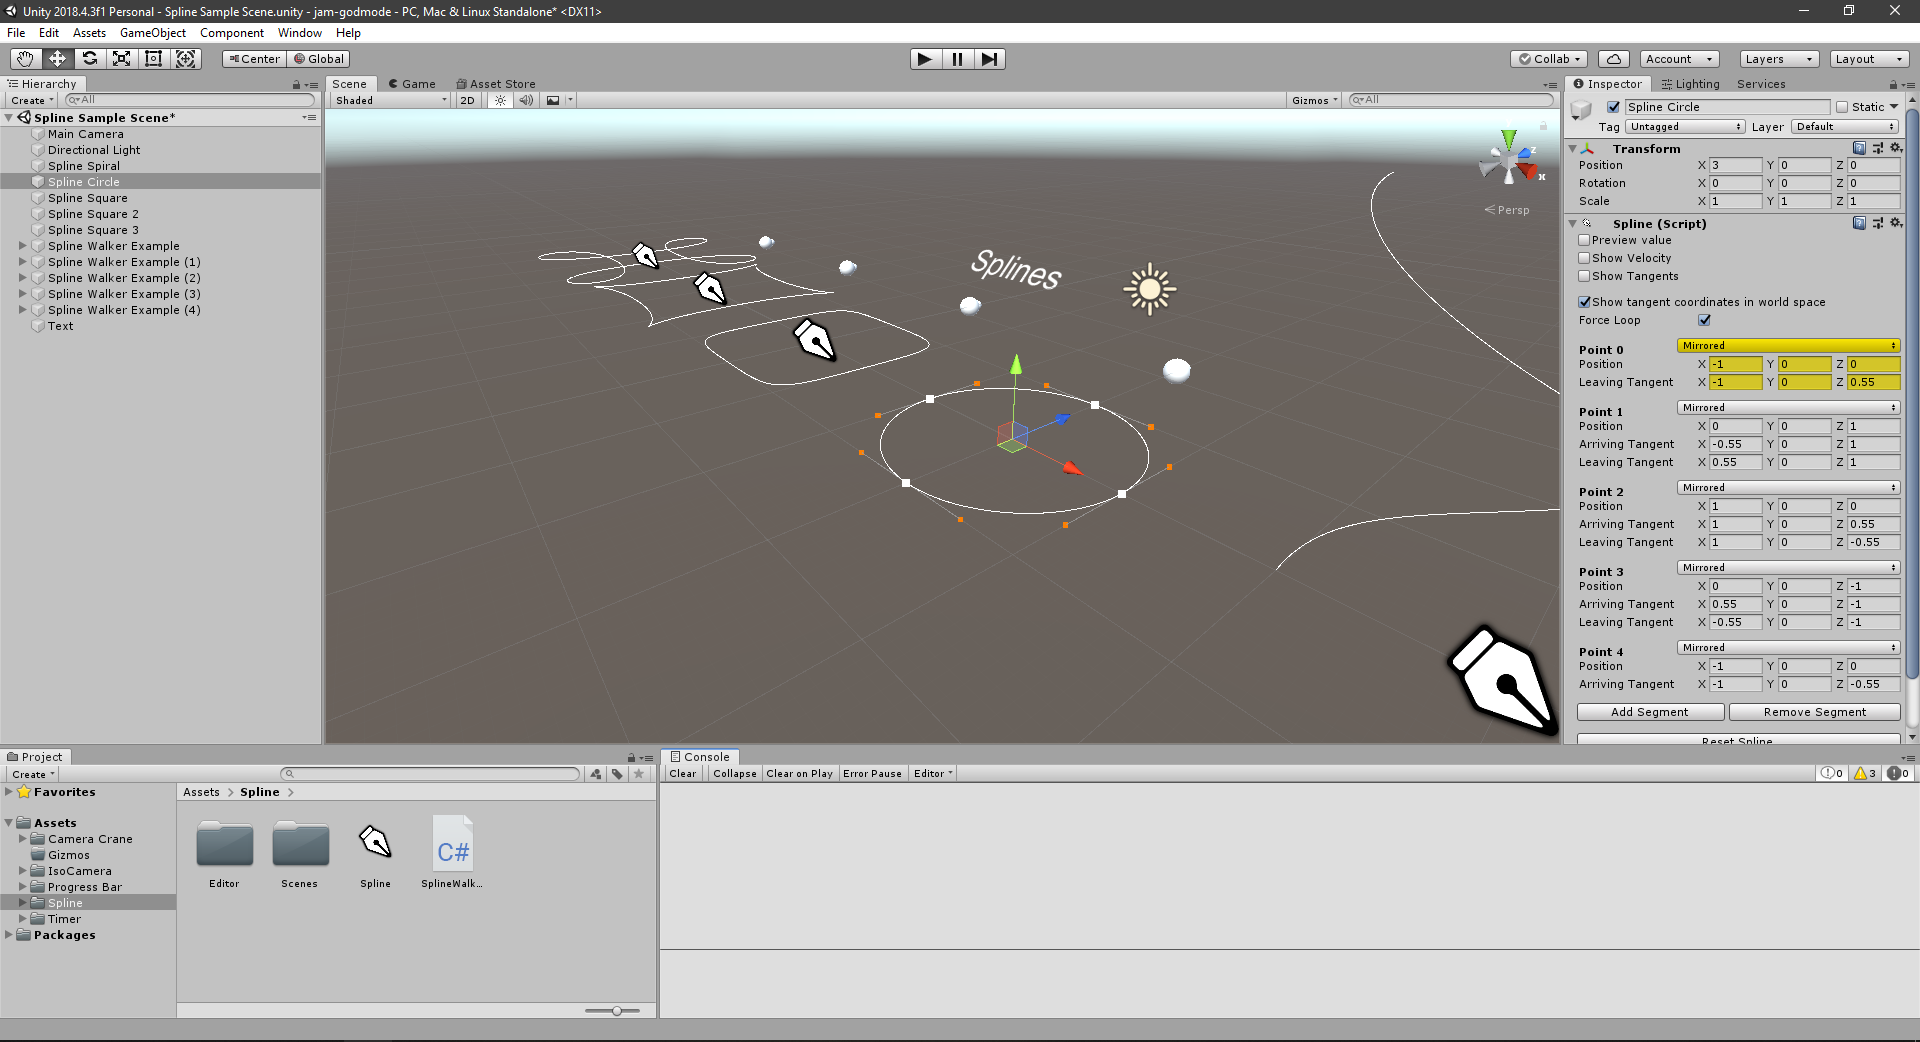 Unity 2018.4.3f1 Personal - Spline Sample Scene.unity - jam-godmode - PC, Mac & Linux Standalone* <DX11>
File Edit Assets GameObject Component Window Help
Center Global Collab Account Layers Layout
Hierarchy
Create All
Spline Sample Scene*
Main Camera
Directional Light
Spline Spiral
Spline Circle
Spline Square
Spline Square 2
Spline Square 3
Spline Walker Example
Spline Walker Example (1)
Spline Walker Example (2)
Spline Walker Example (3)
Spline Walker Example (4)
Text
Scene Game Asset Store
Shaded 2D Gizmos All
Splines
z
x
Persp
Inspector Lighting Services
Spline Circle Static
Tag Untagged Layer Default
Transform
Position X 3 Y 0 Z 0
Rotation X 0 Y 0 Z 0
Scale X 1 Y 1 Z 1
Spline (Script)
Preview value
Show Velocity
Show Tangents
Show tangent coordinates in world space
Force Loop
Point 0 Mirrored
Position X -1 Y 0 Z 0
Leaving Tangent X -1 Y 0 Z 0.55
Point 1 Mirrored
Position X 0 Y 0 Z 1
Arriving Tangent X -0.55 Y 0 Z 1
Leaving Tangent X 0.55 Y 0 Z 1
Point 2 Mirrored
Position X 1 Y 0 Z 0
Arriving Tangent X 1 Y 0 Z 0.55
Leaving Tangent X 1 Y 0 Z -0.55
Point 3 Mirrored
Position X 0 Y 0 Z -1
Arriving Tangent X 0.55 Y 0 Z -1
Leaving Tangent X -0.55 Y 0 Z -1
Point 4 Mirrored
Position X -1 Y 0 Z 0
Arriving Tangent X -1 Y 0 Z -0.55
Add Segment Remove Segment
Reset Spline
Project
Create
Favorites
Assets
Camera Crane
Gizmos
IsoCamera
Progress Bar
Spline
Timer
Packages
Assets > Spline >
C#
Editor Scenes Spline SplineWalk...
Console
Clear Collapse Clear on Play Error Pause Editor 0 3 0